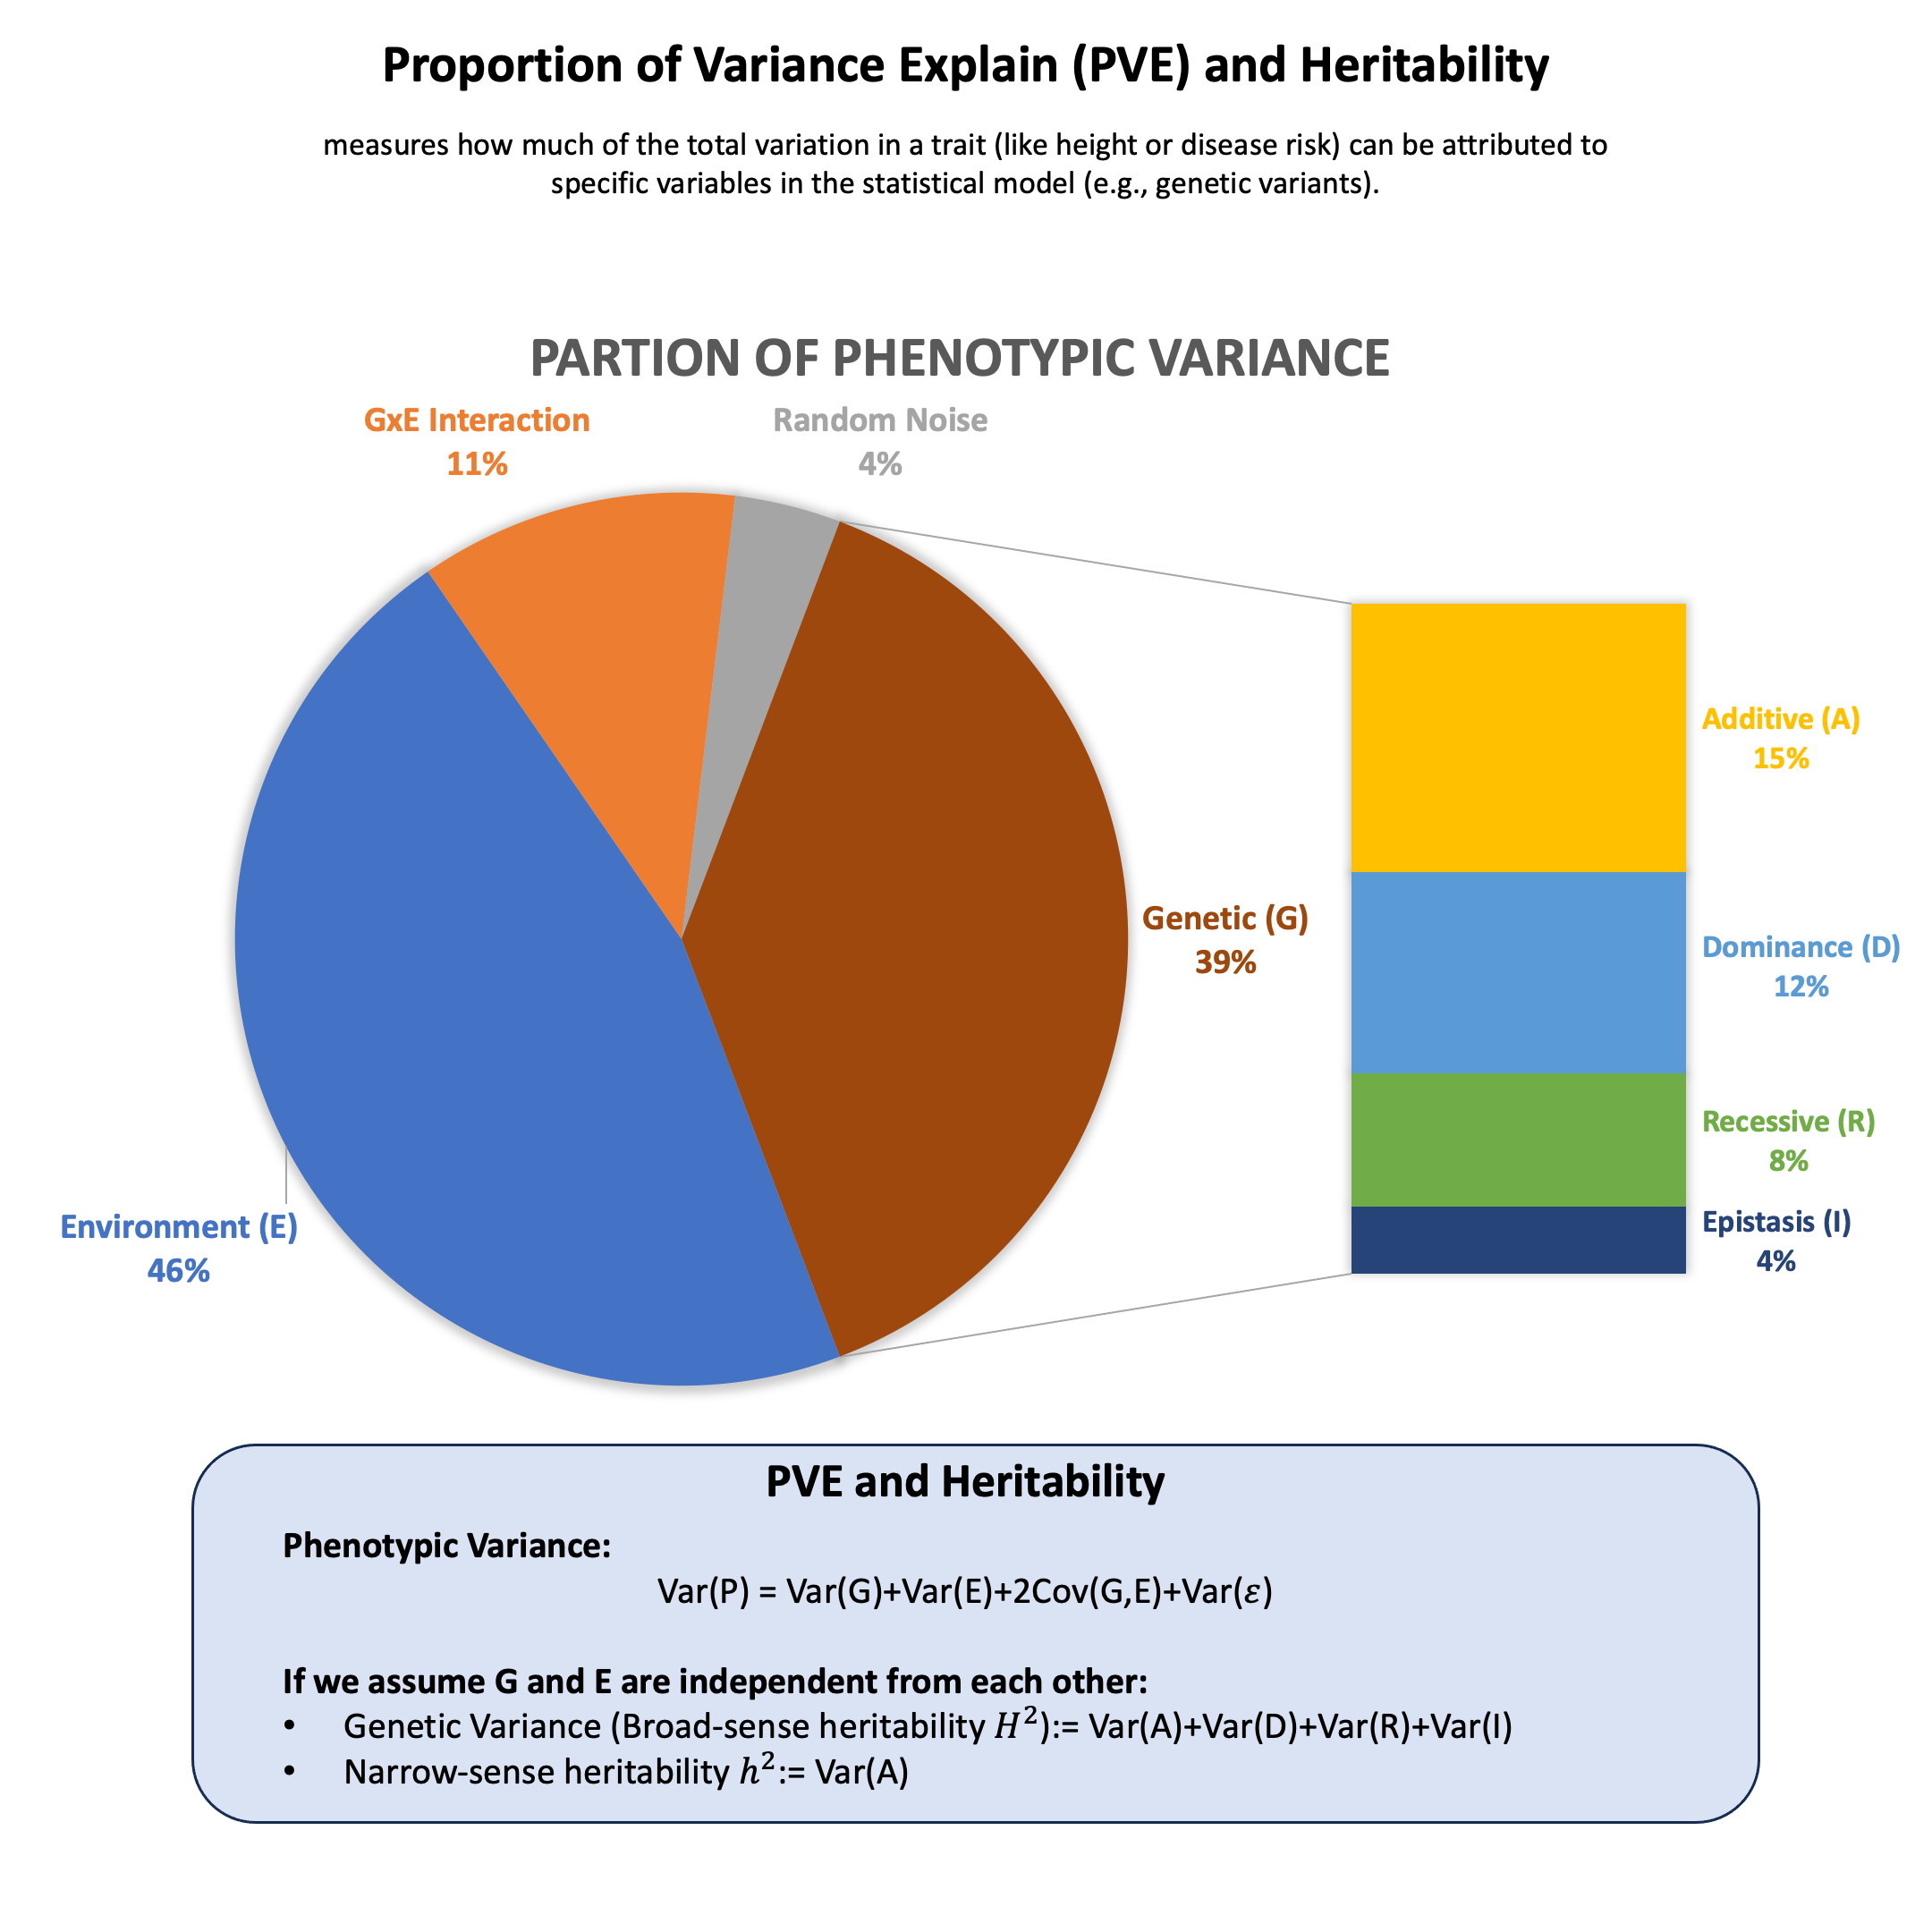 Proportion of Variance Explain (PVE) and Heritability
measures how much of the total variation in a trait (like height or disease risk) can be attributed to
specific variables in the statistical model (e.g., genetic variants).
PARTION OF PHENOTYPIC VARIANCE
GxE Interaction
11%
Random Noise
4%
Genetic (G)
39%
Environment (E)
46%
Additive (A)
15%
Dominance (D)
12%
Recessive (R)
8%
Epistasis (I)
4%
PVE and Heritability
Phenotypic Variance:
Var(P) = Var(G)+Var(E)+2Cov(G,E)+Var(𝜀)
If we assume G and E are independent from each other:
• Genetic Variance (Broad-sense heritability 𝐻²):= Var(A)+Var(D)+Var(R)+Var(I)
• Narrow-sense heritability ℎ²:= Var(A)